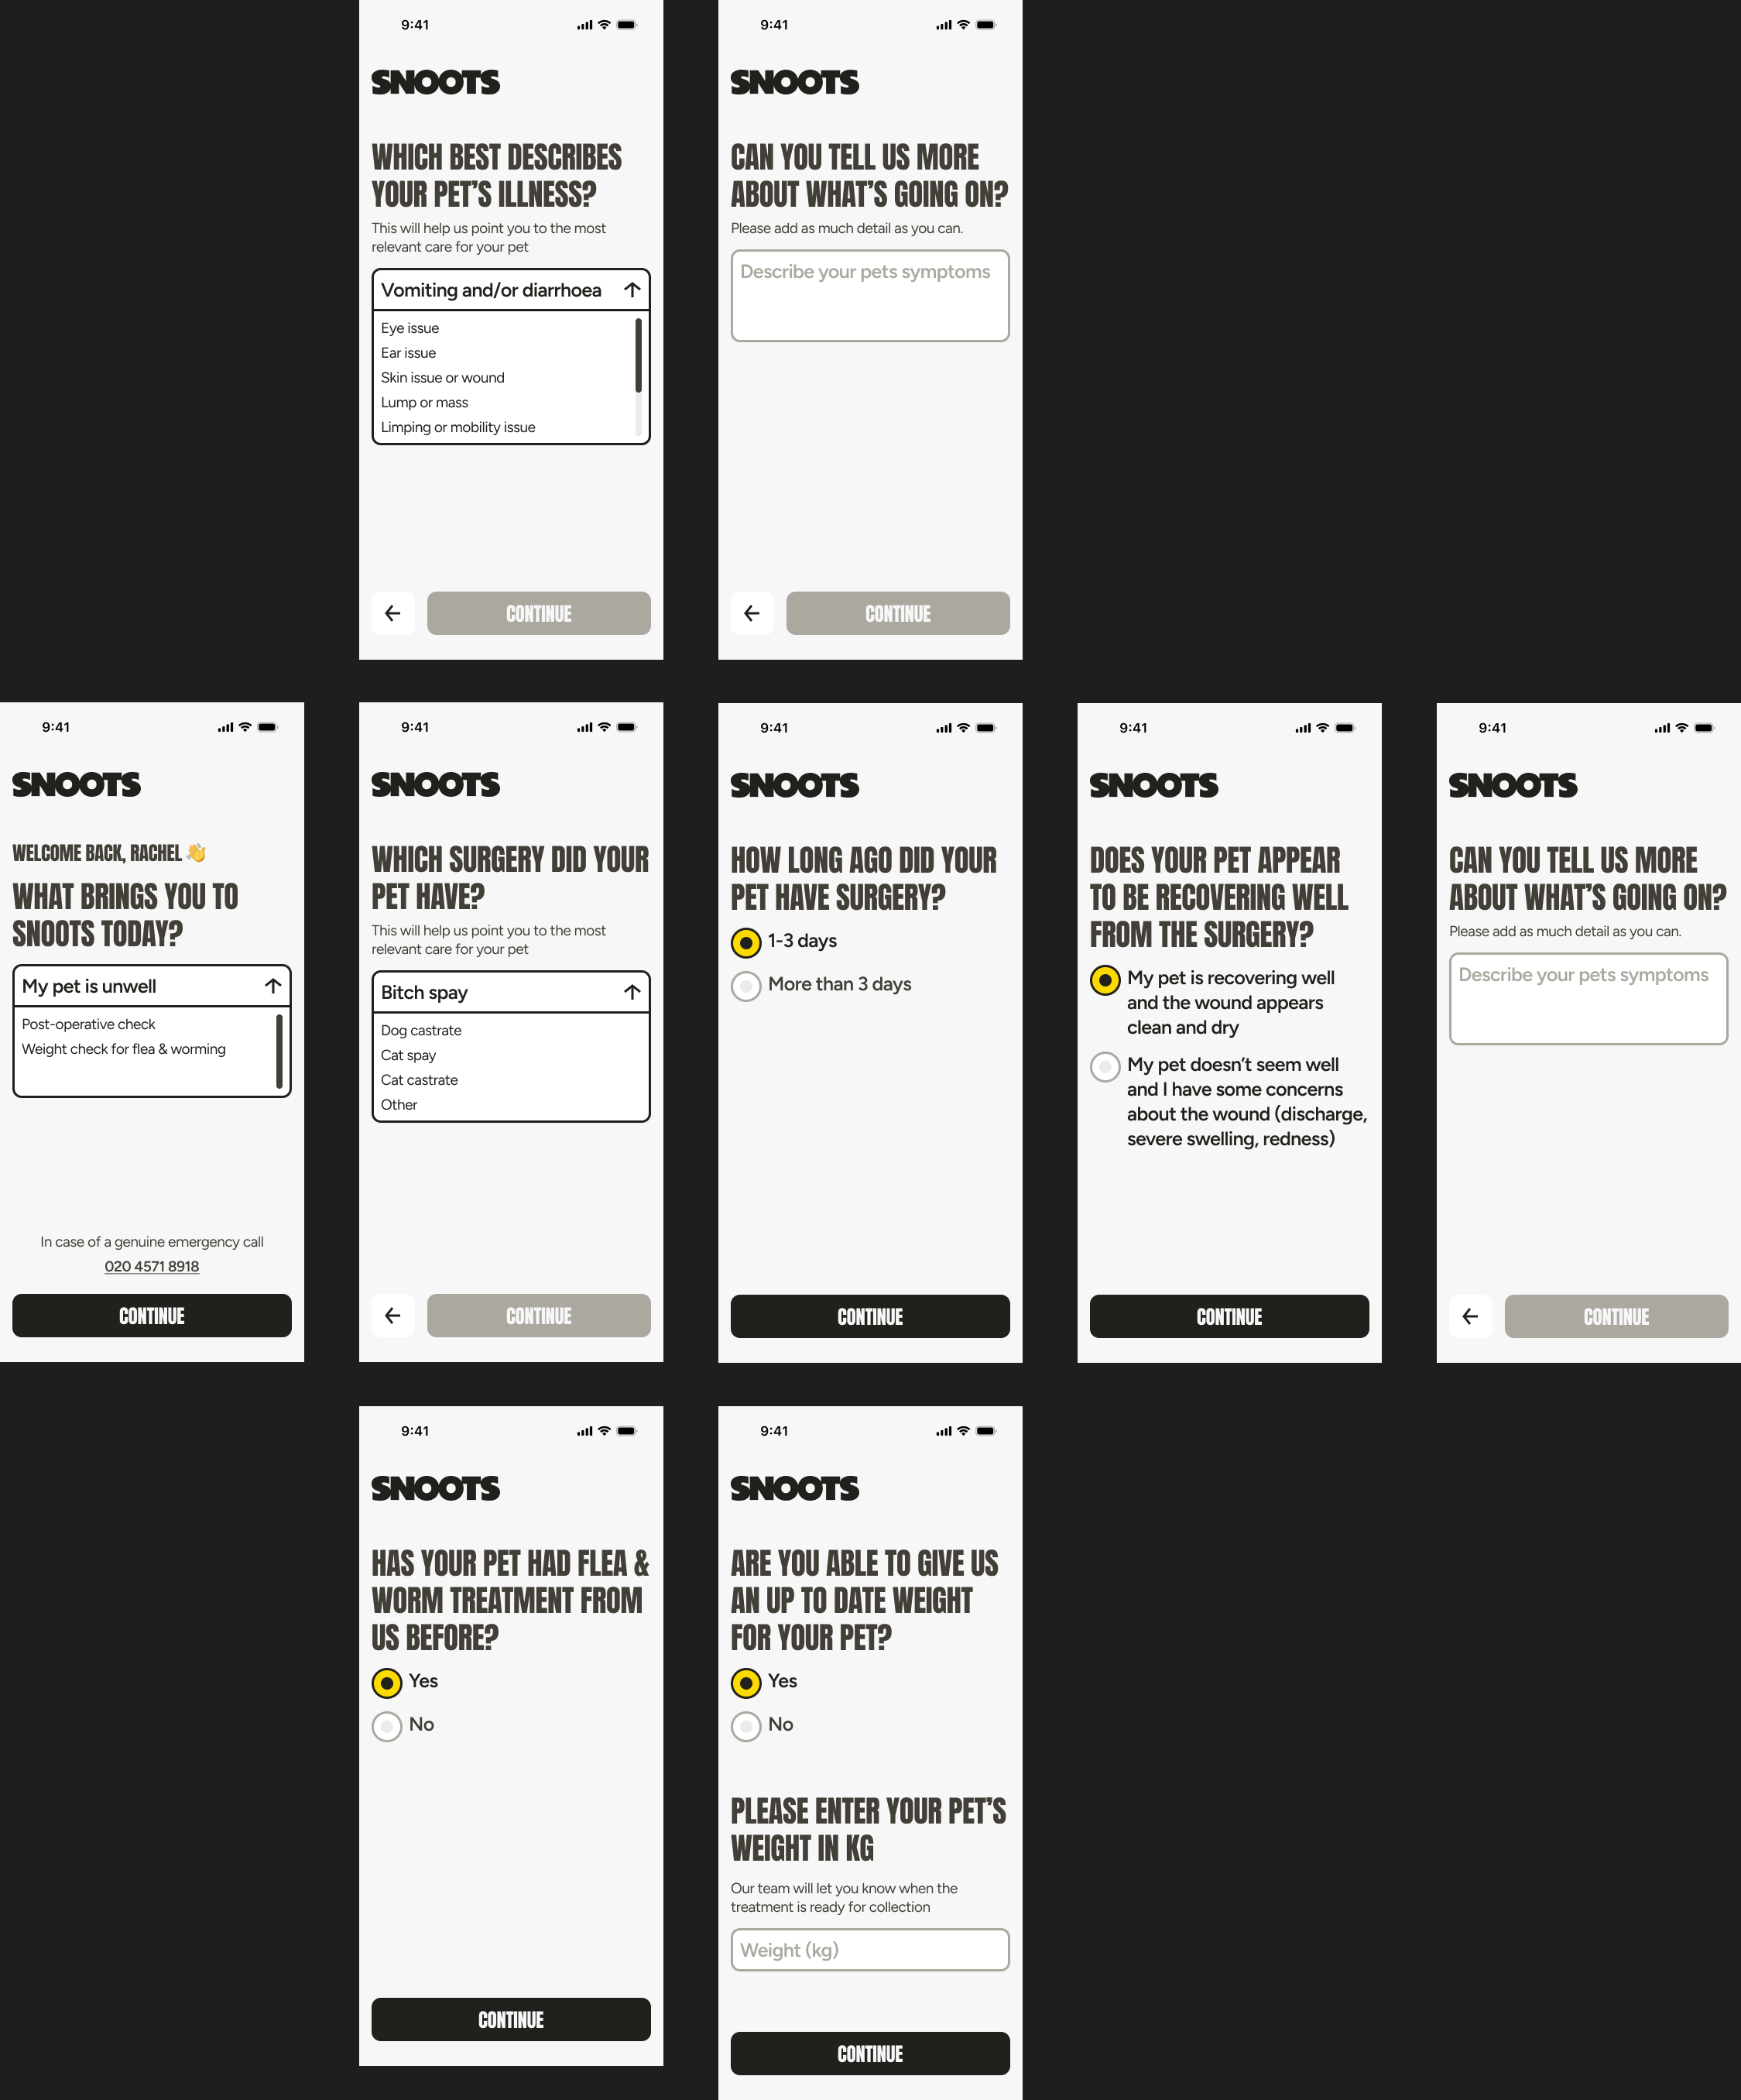 9:41
SNOOTS
WHICH BEST DESCRIBES
YOUR PET’S ILLNESS?
This will help us point you to the most
relevant care for your pet
Vomiting and/or diarrhoea
Eye issue
Ear issue
Skin issue or wound
Lump or mass
Limping or mobility issue
CONTINUE
9:41
SNOOTS
CAN YOU TELL US MORE
ABOUT WHAT’S GOING ON?
Please add as much detail as you can.
Describe your pets symptoms
CONTINUE
9:41
SNOOTS
WELCOME BACK, RACHEL 👋
WHAT BRINGS YOU TO
SNOOTS TODAY?
My pet is unwell
Post-operative check
Weight check for flea & worming
In case of a genuine emergency call
020 4571 8918
CONTINUE
9:41
SNOOTS
WHICH SURGERY DID YOUR
PET HAVE?
This will help us point you to the most
relevant care for your pet
Bitch spay
Dog castrate
Cat spay
Cat castrate
Other
CONTINUE
9:41
SNOOTS
HOW LONG AGO DID YOUR
PET HAVE SURGERY?
1-3 days
More than 3 days
CONTINUE
9:41
SNOOTS
DOES YOUR PET APPEAR
TO BE RECOVERING WELL
FROM THE SURGERY?
My pet is recovering well
and the wound appears
clean and dry
My pet doesn’t seem well
and I have some concerns
about the wound (discharge,
severe swelling, redness)
CONTINUE
9:41
SNOOTS
CAN YOU TELL US MORE
ABOUT WHAT’S GOING ON?
Please add as much detail as you can.
Describe your pets symptoms
CONTINUE
9:41
SNOOTS
HAS YOUR PET HAD FLEA &
WORM TREATMENT FROM
US BEFORE?
Yes
No
CONTINUE
9:41
SNOOTS
ARE YOU ABLE TO GIVE US
AN UP TO DATE WEIGHT
FOR YOUR PET?
Yes
No
PLEASE ENTER YOUR PET’S
WEIGHT IN KG
Our team will let you know when the
treatment is ready for collection
Weight (kg)
CONTINUE